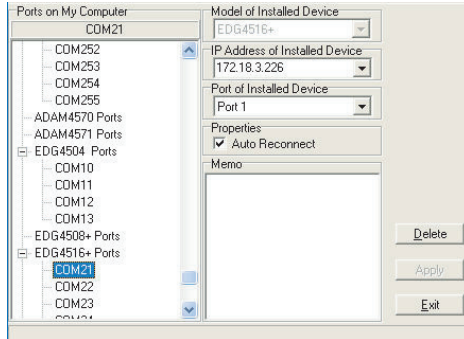 Ports on My Computer
COM21
COM252
COM253
COM254
COM255
ADAM4570 Ports
ADAM4571 Ports
EDG4504 Ports
COM10
COM11
COM12
COM13
EDG4508+ Ports
EDG4516+ Ports
COM21
COM22
COM23
Model of Installed Device
EDG4516+
IP Address of Installed Device
172.18.3.226
Port of Installed Device
Port 1
Properties
Auto Reconnect
Memo
Delete
Apply
Exit